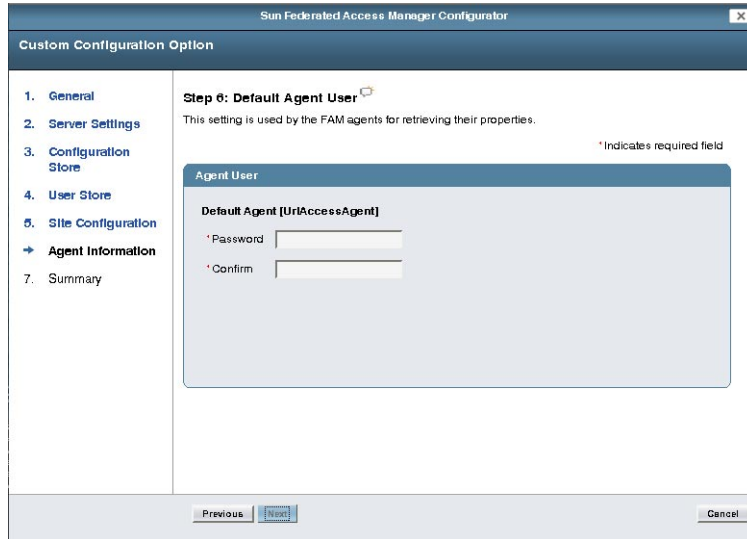 Sun Federated Access Manager Configurator
Custom Configuration Option
1. General
2. Server Settings
3. Configuration
Store
4. User Store
5. Site Configuration
Agent Information
7. Summary
Step 6: Default Agent User
This setting is used by the FAM agents for retrieving their properties.
* Indicates required field
Agent User
Default Agent [UrlAccessAgent]
* Password
* Confirm
Previous
Next
Cancel